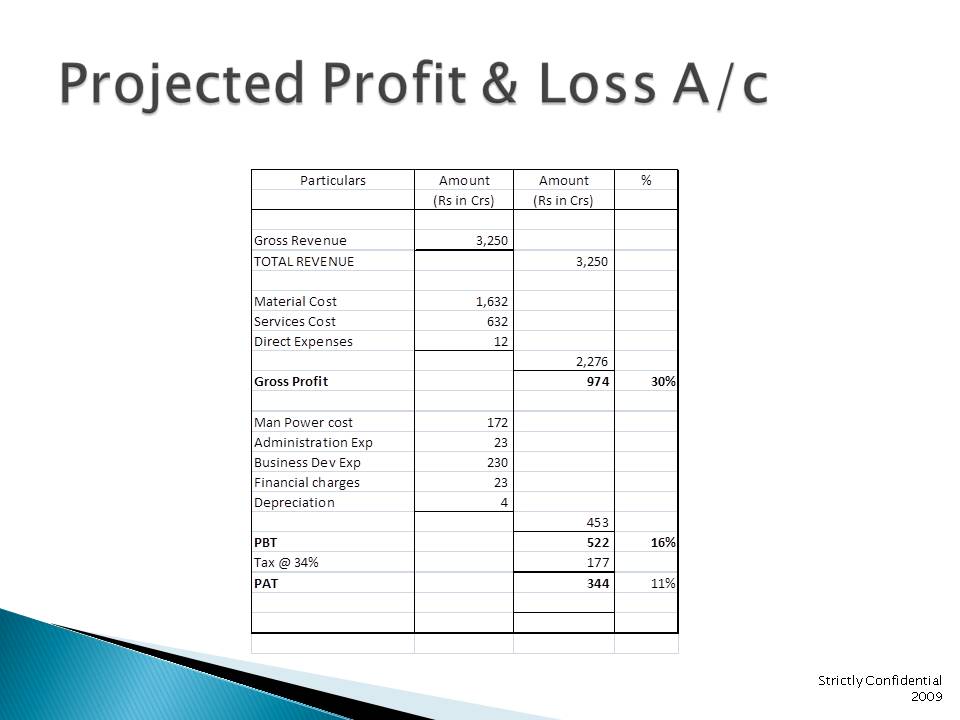 Projected Profit & Loss A/c
Particulars Amount Amount %
(Rs in Crs) (Rs in Crs)
Gross Revenue 3,250
TOTAL REVENUE 3,250
Material Cost 1,632
Services Cost 632
Direct Expenses 12
2,276
Gross Profit 974 30%
Man Power cost 172
Administration Exp 23
Business Dev Exp 230
Financial charges 23
Depreciation 4
453
PBT 522 16%
Tax @ 34% 177
PAT 344 11%
Strictly Confidential
2009